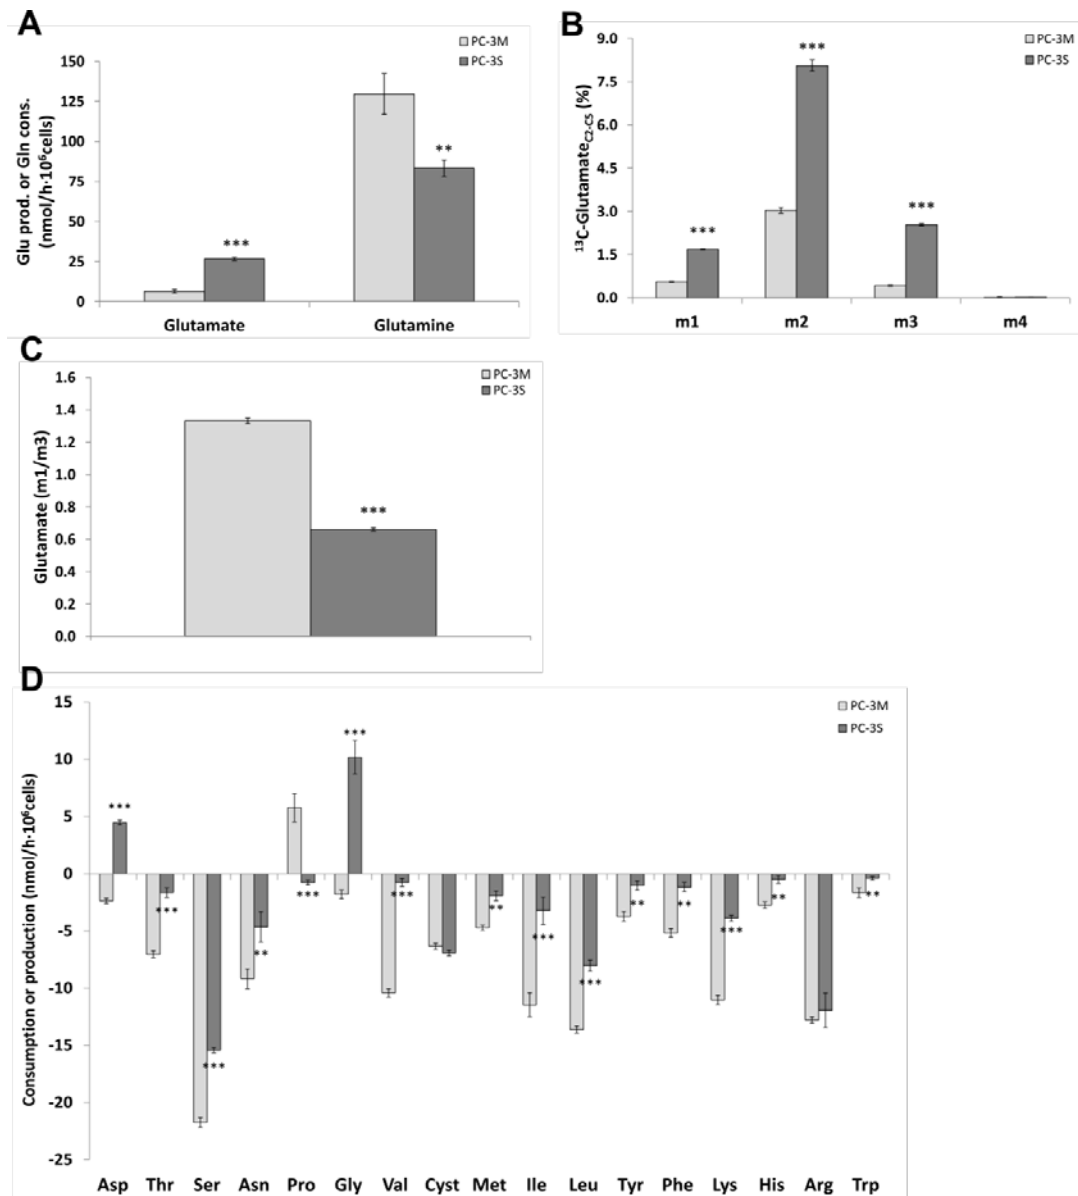 A
PC-3M
PC-3S
Glu prod. or Gln cons.
(nmol/h·10⁶cells)
150
125
100
75
50
25
0
***
**
Glutamate Glutamine
B
PC-3M
PC-3S
¹³C-Glutamate_C2-C5 (%)
9.0
7.5
6.0
4.5
3.0
1.5
0.0
***
***
***
m1 m2 m3 m4
C
PC-3M
PC-3S
Glutamate (m1/m3)
1.6
1.4
1.2
1.0
0.8
0.6
0.4
0.2
0.0
***
D
PC-3M
PC-3S
Consumption or production (nmol/h·10⁶cells)
15
10
5
0
-5
-10
-15
-20
-25
***
***
***
**
***
***
***
**
***
***
**
**
***
**
**
Asp Thr Ser Asn Pro Gly Val Cyst Met Ile Leu Tyr Phe Lys His Arg Trp